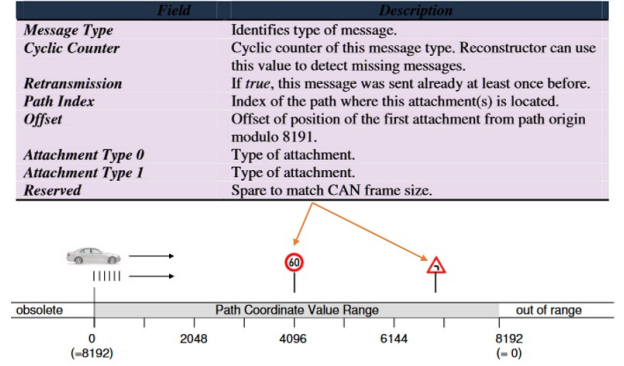 Field Description
Message Type Identifies type of message.
Cyclic Counter Cyclic counter of this message type. Reconstructor can use
this value to detect missing messages.
Retransmission If true, this message was sent already at least once before.
Path Index Index of the path where this attachment(s) is located.
Offset Offset of position of the first attachment from path origin
modulo 8191.
Attachment Type 0 Type of attachment.
Attachment Type 1 Type of attachment.
Reserved Spare to match CAN frame size.
60
obsolete Path Coordinate Value Range out of range
0 2048 4096 6144 8192
(=8192) (= 0)